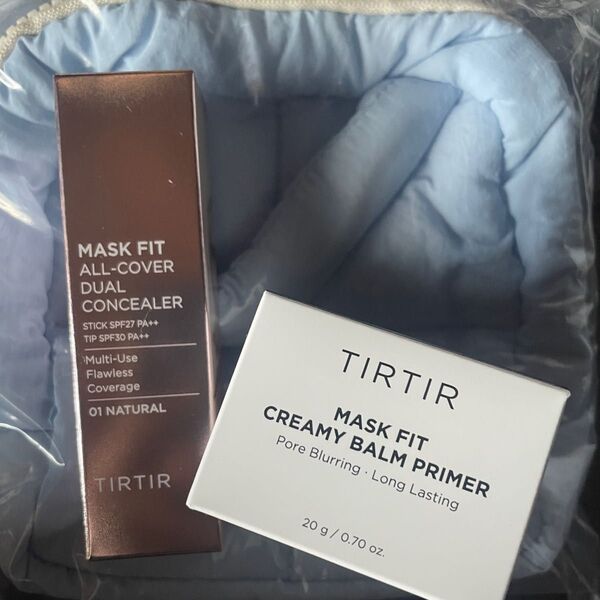 MASK FIT
ALL-COVER
DUAL
CONCEALER
STICK SPF27 PA++
TIP SPF30 PA++
Multi-Use
Flawless
Coverage
01 NATURAL
TIRTIR
TIRTIR
MASK FIT
CREAMY BALM PRIMER
Pore Blurring · Long Lasting
20 g / 0.70 oz.